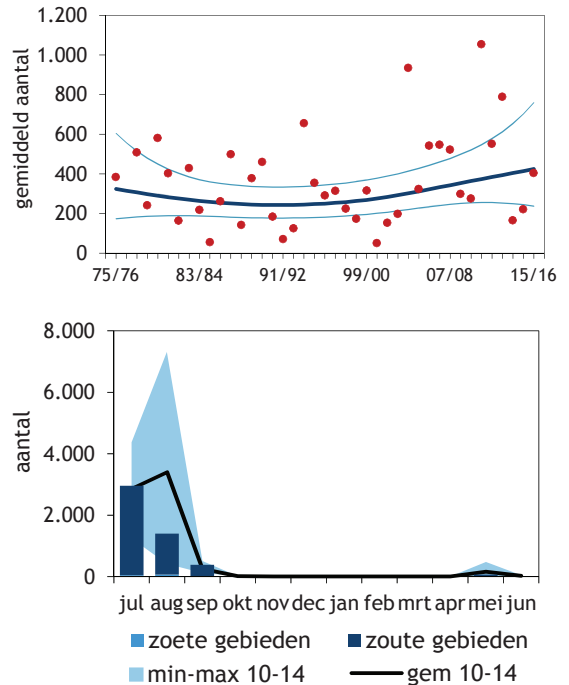 1.200
1.000
800
600
400
200
0
gemiddeld aantal
75/76 83/84 91/92 99/00 07/08 15/16
8.000
6.000
4.000
2.000
0
aantal
jul aug sep okt nov dec jan feb mrt apr mei jun
zoete gebieden zoute gebieden
min-max 10-14 gem 10-14